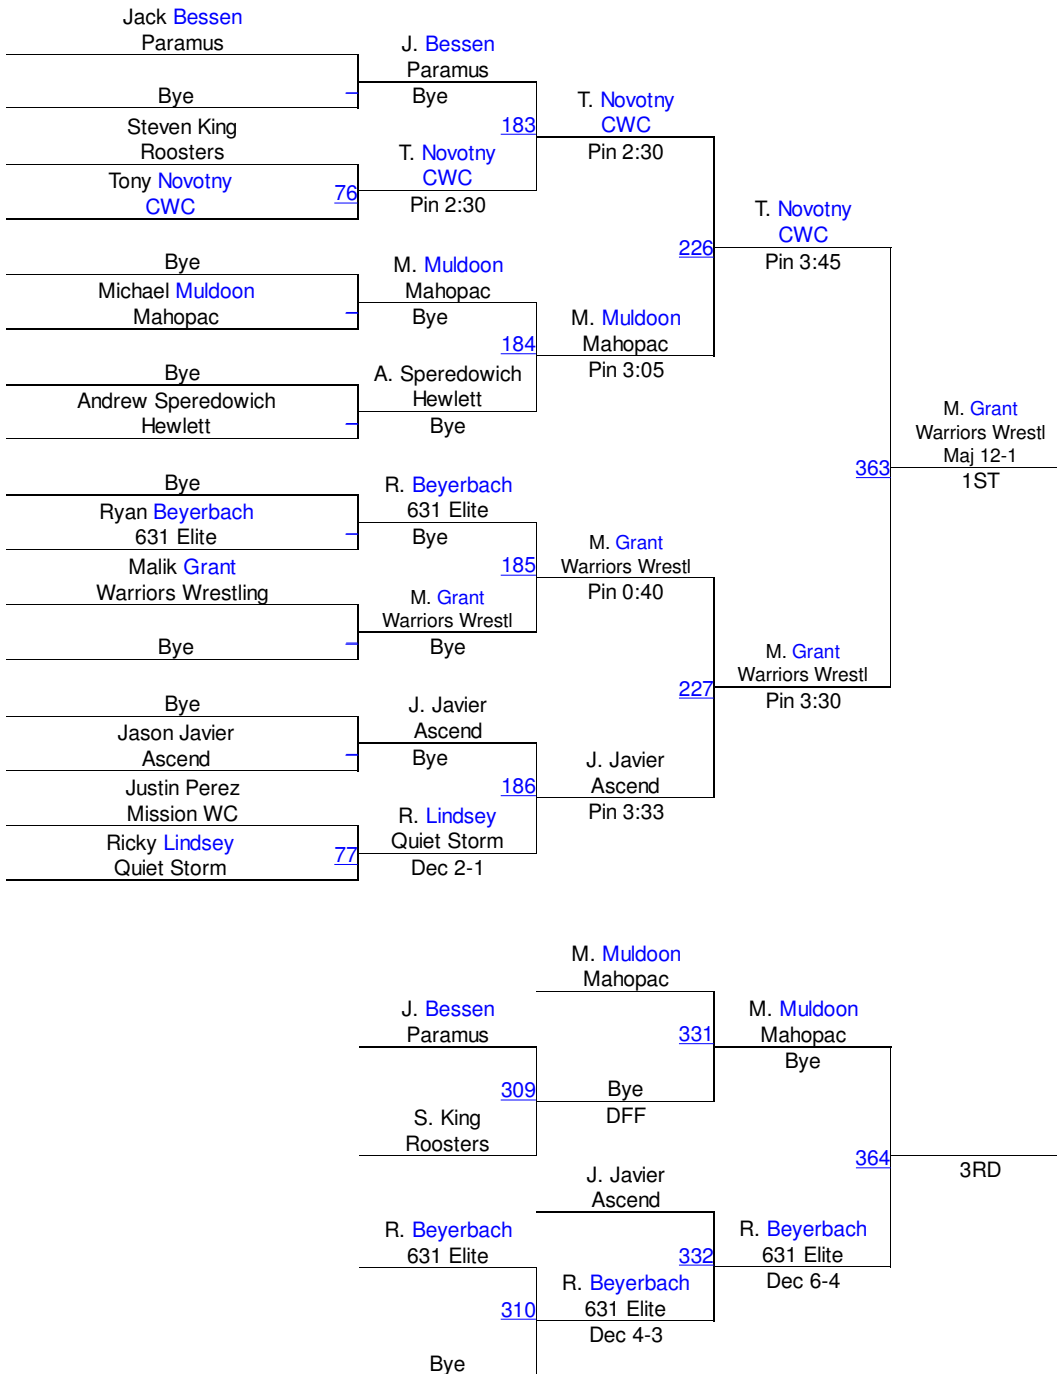 Jack Bessen
Paramus
Bye
Steven King
Roosters
Tony Novotny
CWC
76
Bye
Michael Muldoon
Mahopac
Bye
Andrew Speredowich
Hewlett
Bye
Ryan Beyerbach
631 Elite
Malik Grant
Warriors Wrestling
Bye
Bye
Jason Javier
Ascend
Justin Perez
Mission WC
Ricky Lindsey
Quiet Storm
77
J. Bessen
Paramus
Bye
183
T. Novotny
CWC
Pin 2:30
M. Muldoon
Mahopac
Bye
184
A. Speredowich
Hewlett
Bye
R. Beyerbach
631 Elite
Bye
185
M. Grant
Warriors Wrestl
Bye
J. Javier
Ascend
Bye
186
R. Lindsey
Quiet Storm
Dec 2-1
T. Novotny
CWC
Pin 2:30
226
M. Muldoon
Mahopac
Pin 3:05
M. Grant
Warriors Wrestl
Pin 0:40
227
J. Javier
Ascend
Pin 3:33
T. Novotny
CWC
Pin 3:45
363
M. Grant
Warriors Wrestl
Pin 3:30
M. Grant
Warriors Wrestl
Maj 12-1
1ST
J. Bessen
Paramus
309
S. King
Roosters
R. Beyerbach
631 Elite
310
Bye
M. Muldoon
Mahopac
331
Bye
DFF
J. Javier
Ascend
332
R. Beyerbach
631 Elite
Dec 4-3
M. Muldoon
Mahopac
Bye
364
R. Beyerbach
631 Elite
Dec 6-4
3RD